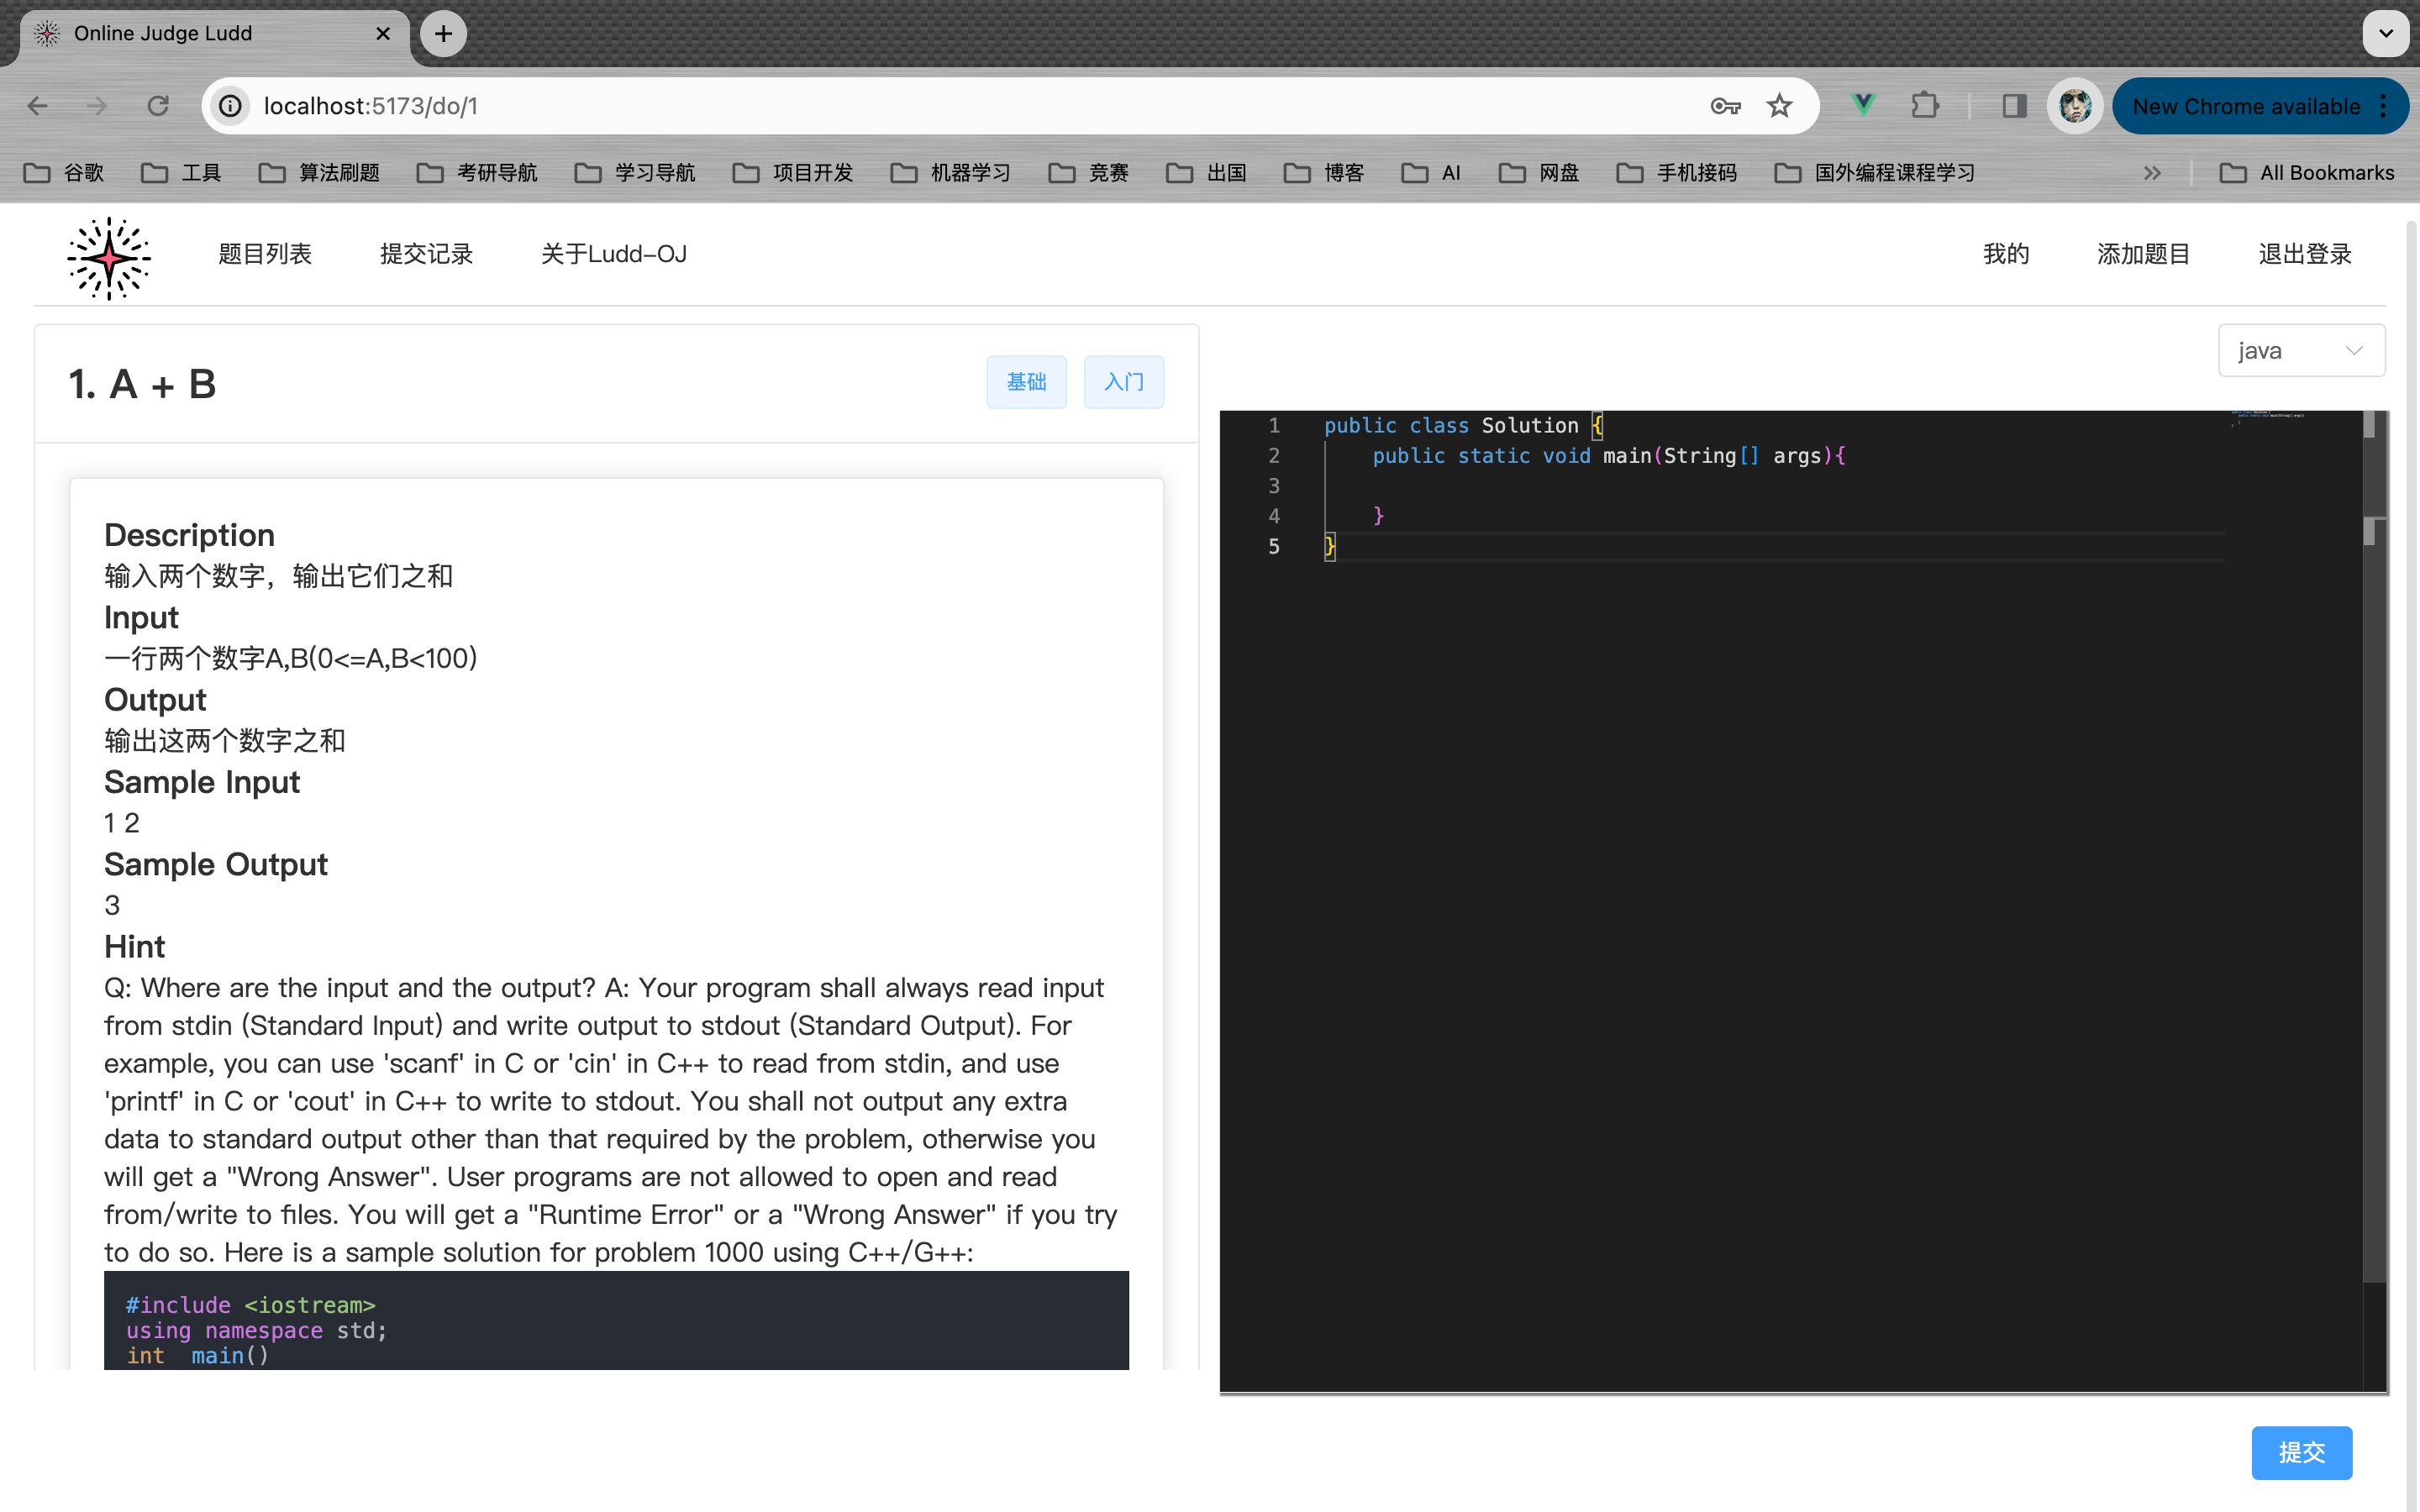 Online Judge Ludd
localhost:5173/do/1
New Chrome available
谷歌 工具 算法刷题 考研导航 学习导航 项目开发 机器学习 竞赛 出国 博客 AI 网盘 手机接码 国外编程课程学习 All Bookmarks
题目列表 提交记录 关于Ludd-OJ 我的 添加题目 退出登录
1. A + B
基础 入门
Description
输入两个数字，输出它们之和
Input
一行两个数字A,B(0<=A,B<100)
Output
输出这两个数字之和
Sample Input
1 2
Sample Output
3
Hint
Q: Where are the input and the output? A: Your program shall always read input
from stdin (Standard Input) and write output to stdout (Standard Output). For
example, you can use 'scanf' in C or 'cin' in C++ to read from stdin, and use
'printf' in C or 'cout' in C++ to write to stdout. You shall not output any extra
data to standard output other than that required by the problem, otherwise you
will get a "Wrong Answer". User programs are not allowed to open and read
from/write to files. You will get a "Runtime Error" or a "Wrong Answer" if you try
to do so. Here is a sample solution for problem 1000 using C++/G++:
#include <iostream>
using namespace std;
int  main()
java
1 public class Solution {
2     public static void main(String[] args){
3
4     }
5 }
提交